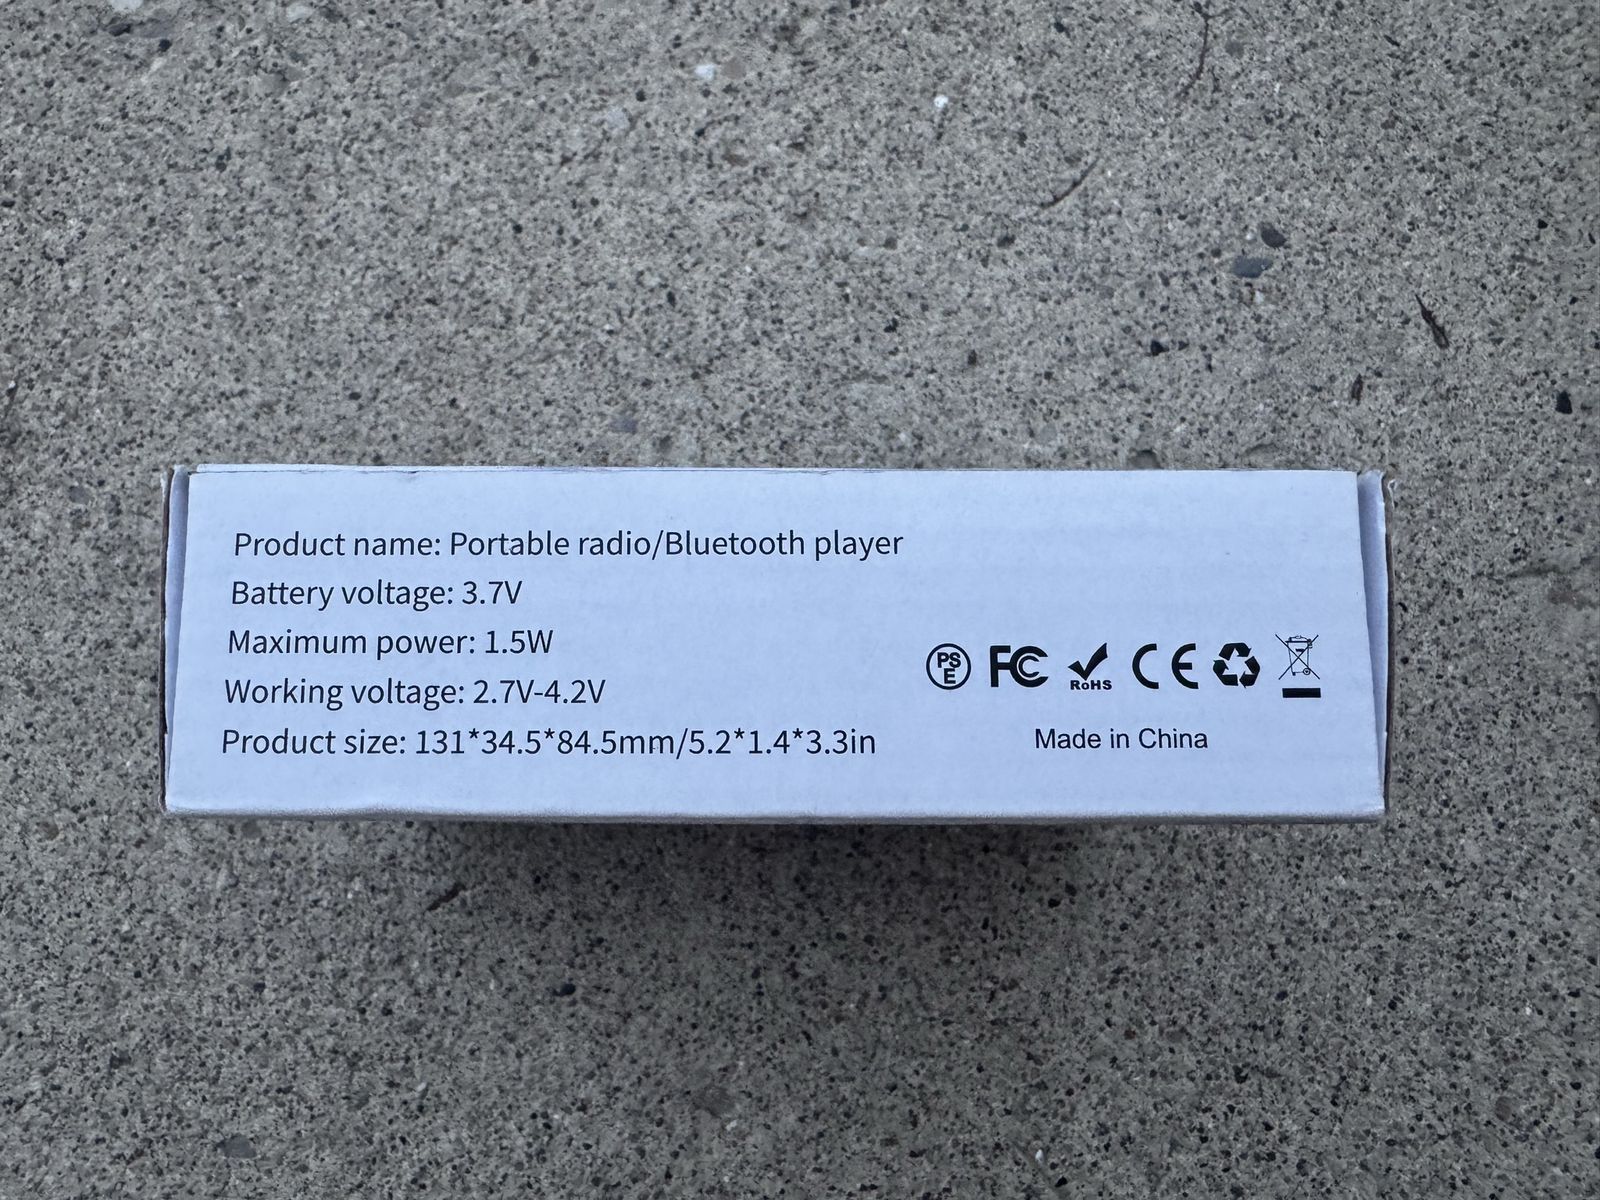 Product name: Portable radio/Bluetooth player
Battery voltage: 3.7V
Maximum power: 1.5W
Working voltage: 2.7V-4.2V
Product size: 131*34.5*84.5mm/5.2*1.4*3.3in
PS
E
FC
RoHS
CE
Made in China